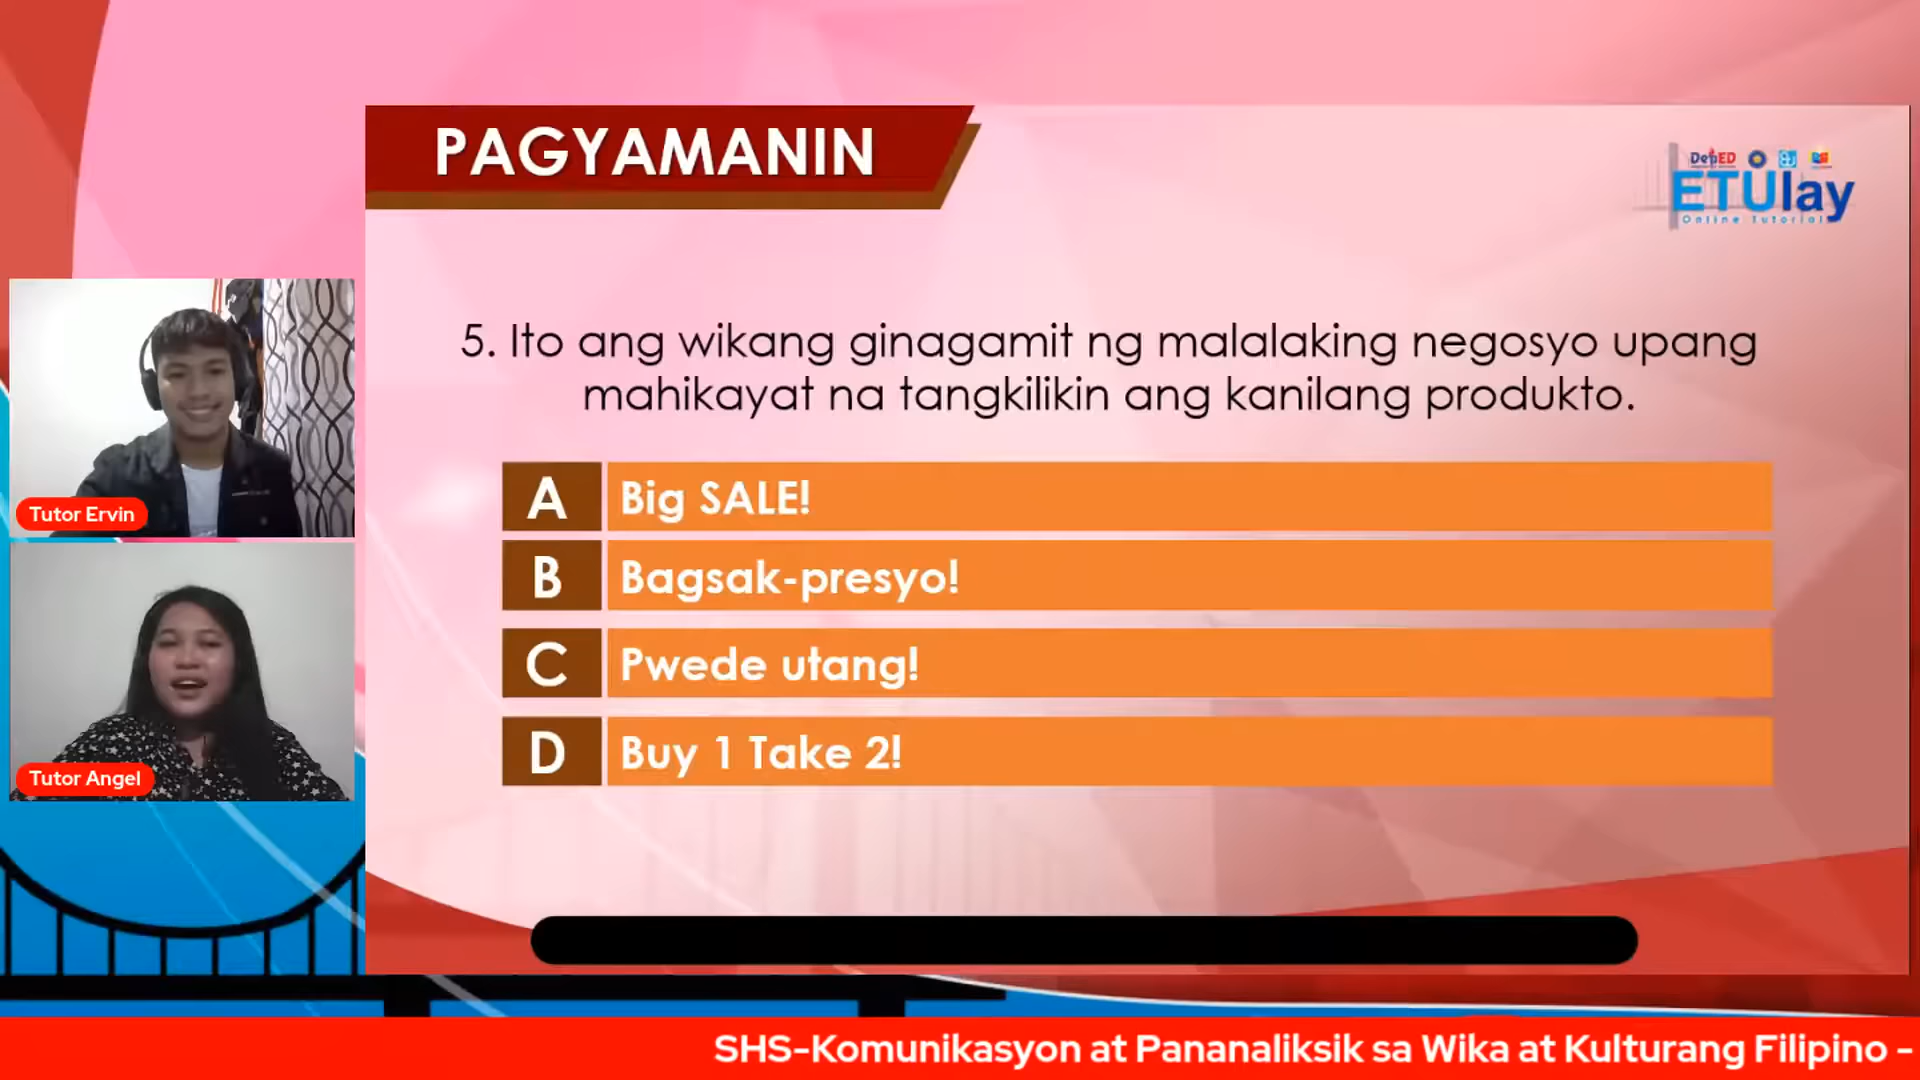 PAGYAMANIN
DepED
ETUlay
Online Tutorial
5. Ito ang wikang ginagamit ng malalaking negosyo upang
mahikayat na tangkilikin ang kanilang produkto.
A Big SALE!
B Bagsak-presyo!
C Pwede utang!
D Buy 1 Take 2!
Tutor Ervin
Tutor Angel
SHS-Komunikasyon at Pananaliksik sa Wika at Kulturang Filipino -